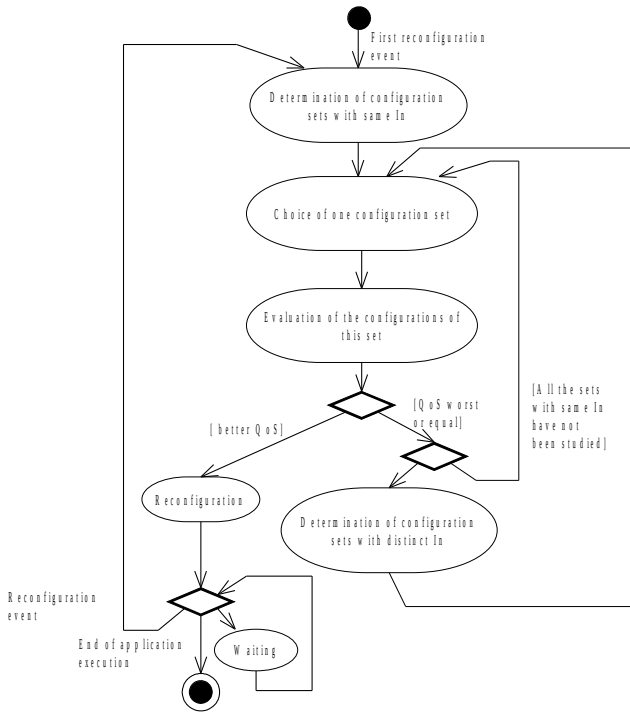 First reconfiguration
event
Determination of configuration
sets with same In
Choice of one configuration set
Evaluation of the configurations of
this set
[QoS worst
or equal]
[All the sets
with same In
have not
been studied]
[ better QoS]
Reconfiguration
Determination of configuration
sets with distinct In
Reconfiguration
event
End of application
execution
Waiting